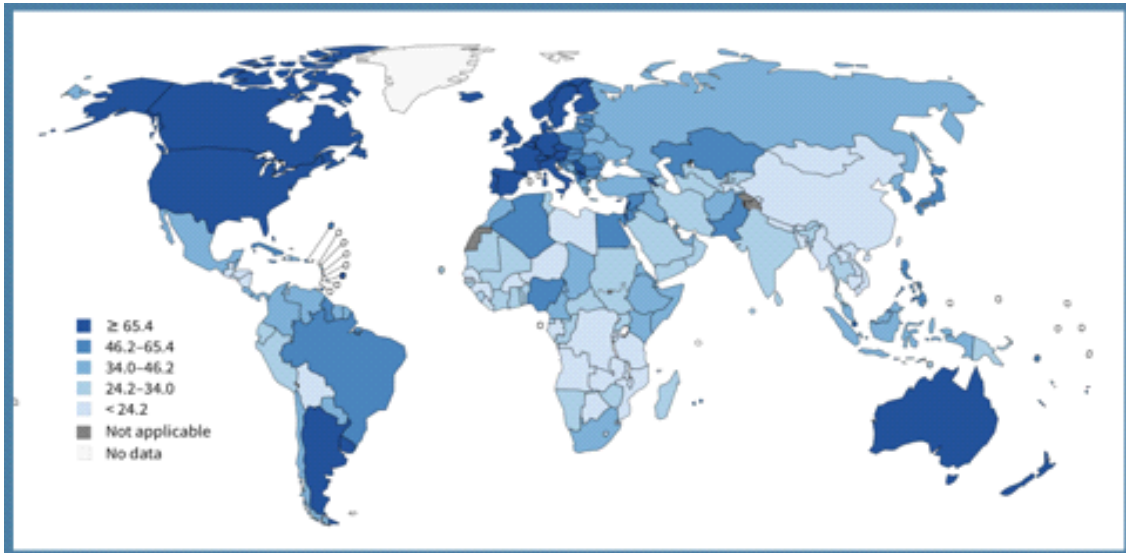 ≥ 65.4
46.2–65.4
34.0–46.2
24.2–34.0
< 24.2
Not applicable
No data